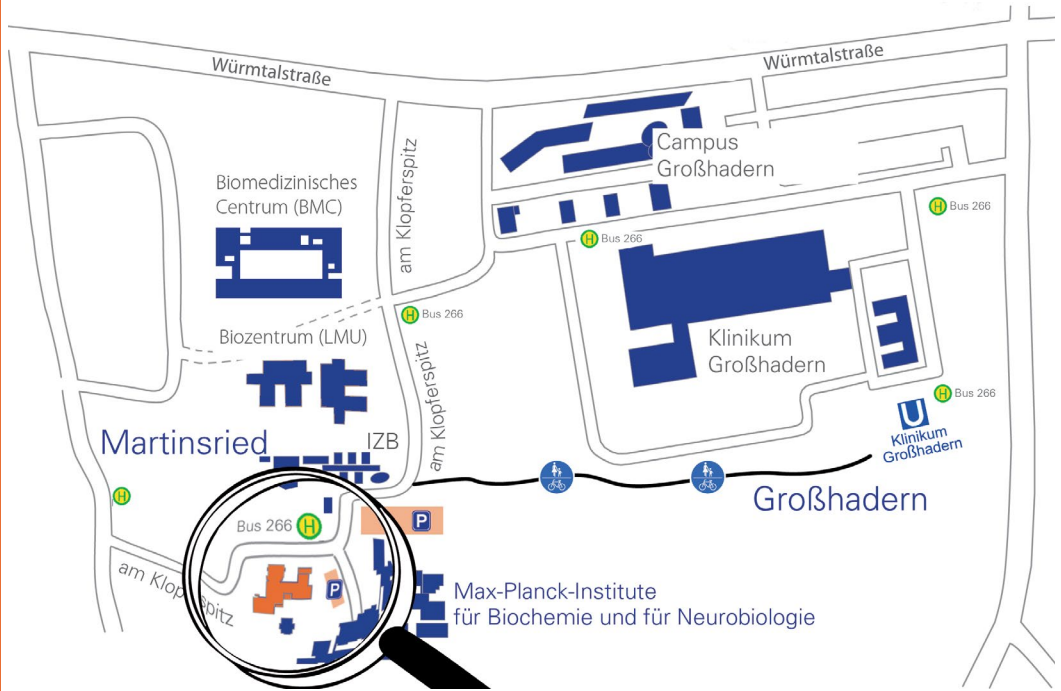 Würmtalstraße
Würmtalstraße
Campus
Großhadern
am Klopferspitz
Biomedizinisches
Centrum (BMC)
H Bus 266
H Bus 266
H Bus 266
Biozentrum (LMU)
Klinikum
Großhadern
am Klopferspitz
H Bus 266
U
Klinikum
Großhadern
Martinsried
IZB
H
Großhadern
Bus 266 H
P
am Klopferspitz
P
Max-Planck-Institute
für Biochemie und für Neurobiologie